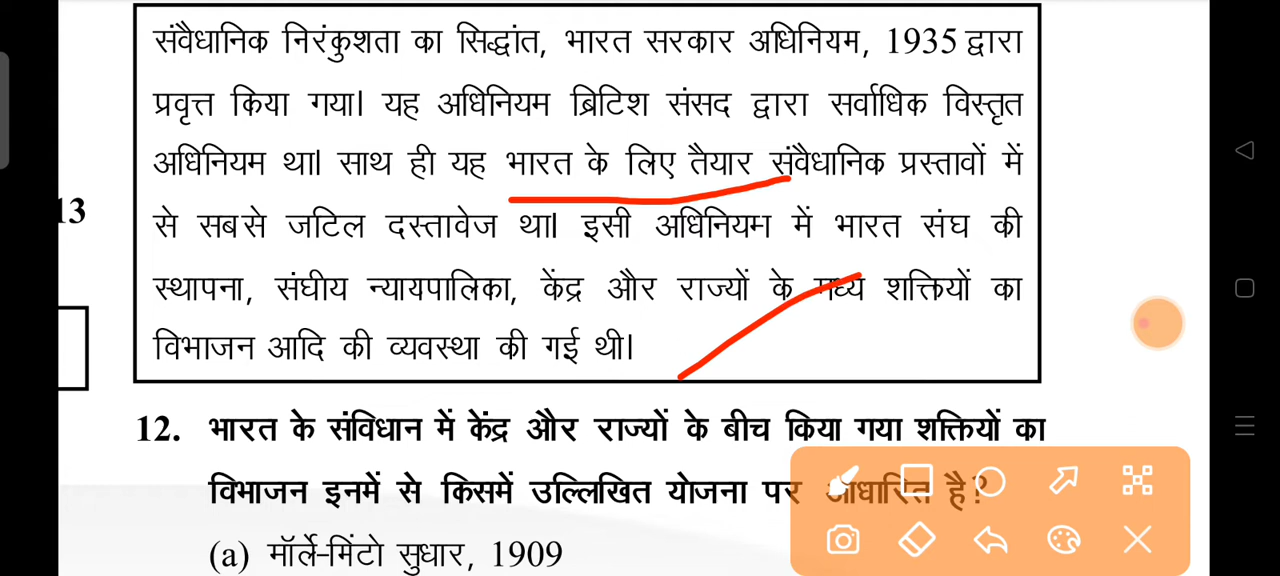 संवैधानिक निरंकुशता का सिद्धांत, भारत सरकार अधिनियम, 1935 द्वारा
प्रवृत्त किया गया। यह अधिनियम ब्रिटिश संसद द्वारा सर्वाधिक विस्तृत
अधिनियम था। साथ ही यह भारत के लिए तैयार संवैधानिक प्रस्तावों में
13
से सबसे जटिल दस्तावेज था। इसी अधिनियम में भारत संघ की
स्थापना, संघीय न्यायपालिका, केंद्र और राज्यों के मध्य शक्तियों का
विभाजन आदि की व्यवस्था की गई थी।
12. भारत के संविधान में केंद्र और राज्यों के बीच किया गया शक्तियों का
विभाजन इनमें से किसमें उल्लिखित योजना पर आधारित है?
(a) मॉर्ले-मिंटो सुधार, 1909